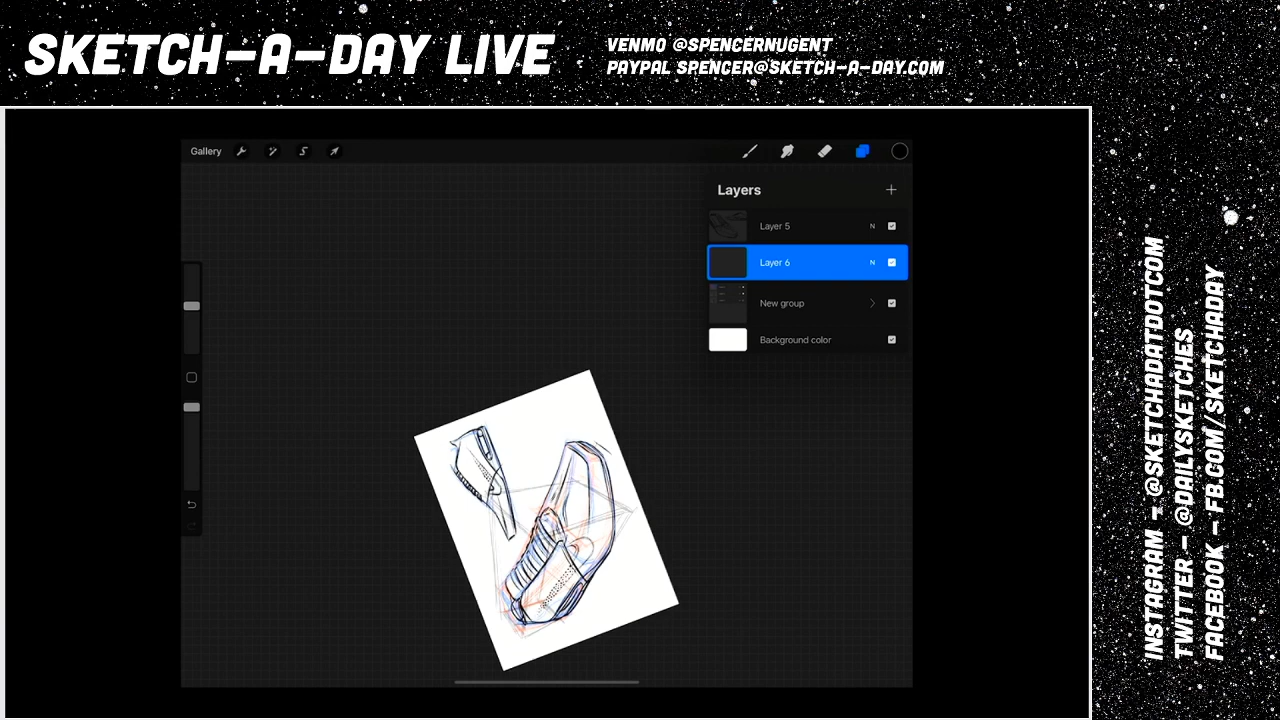 SKETCH-A-DAY LIVE
VENMO @SPENCERNUGENT
PAYPAL SPENCER@SKETCH-A-DAY.COM
Gallery
Layers
Layer 5 N
Layer 6 N
New group
Background color
INSTAGRAM - @SKETCHADAYDOTCOM
TWITTER - @DAILYSKETCHES
FACEBOOK - FB.COM/SKETCHADAY